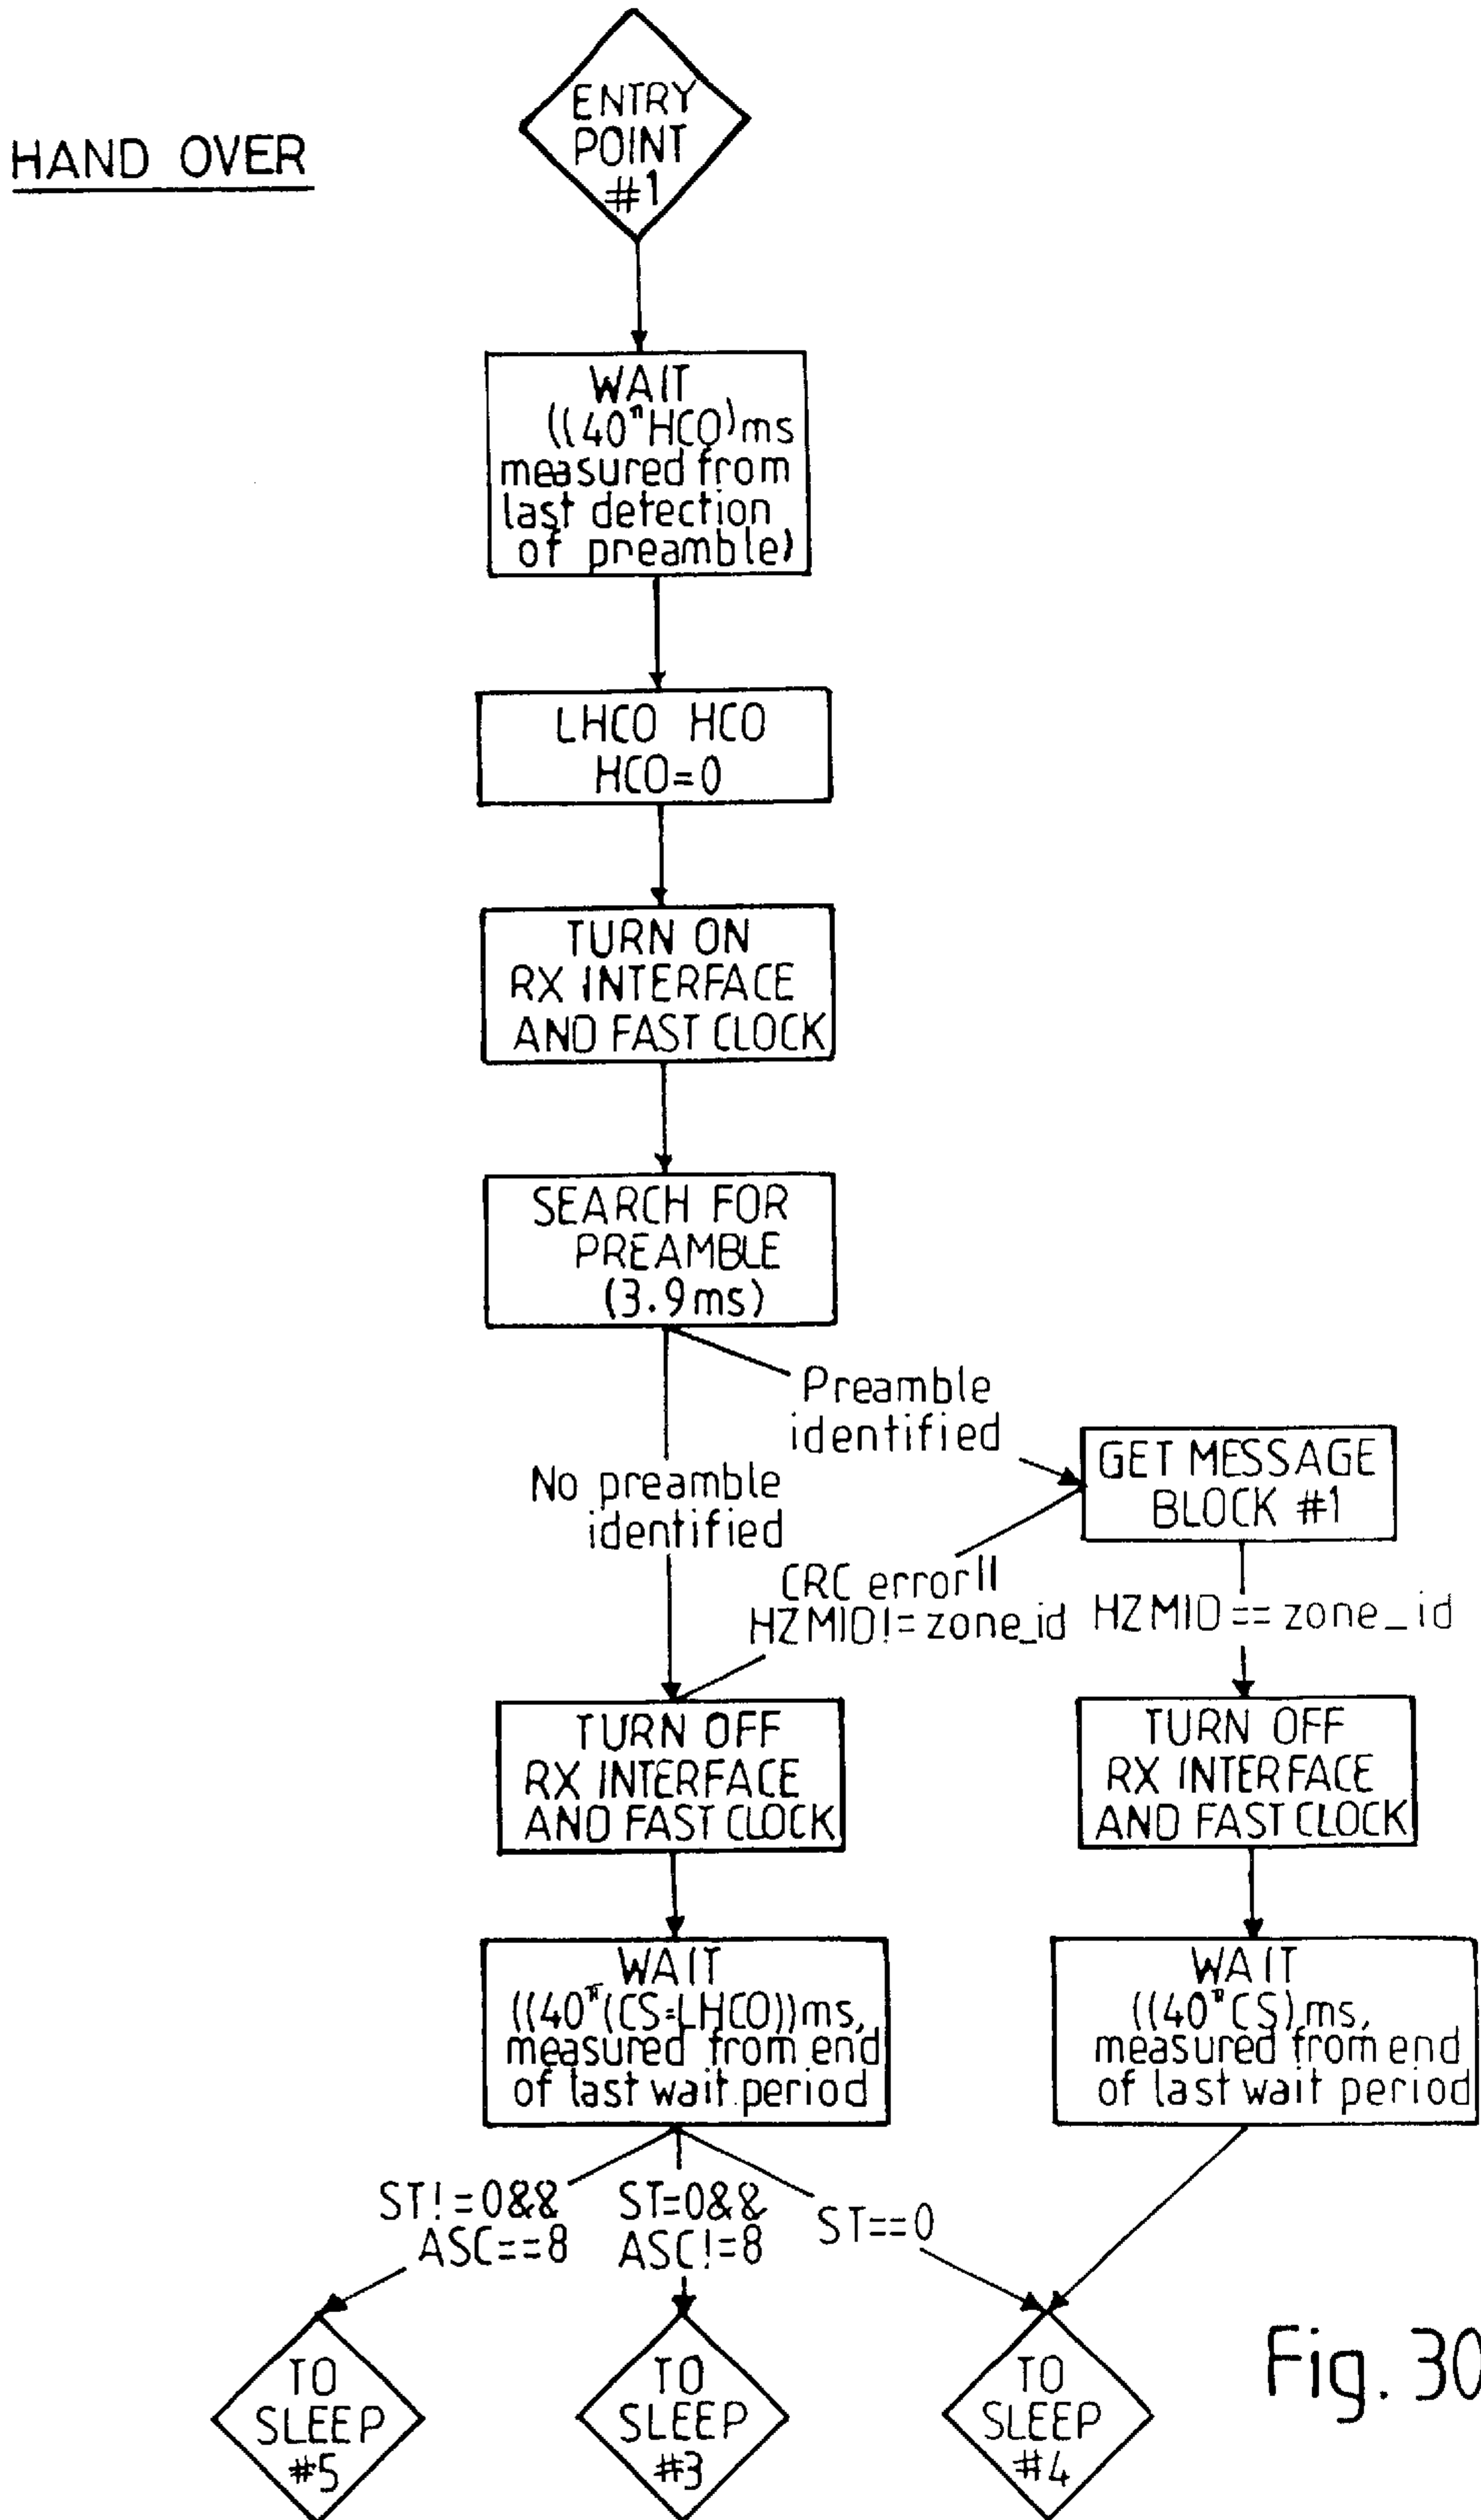 HAND OVER
ENTRY
POINT
#1
WAIT
((40"HCO)ms
measured from
last detection
of preamble)
LHCO HCO
HCO=0
TURN ON
RX INTERFACE
AND FAST CLOCK
SEARCH FOR
PREAMBLE
(3.9ms)
Preamble
identified
No preamble
identified
GET MESSAGE
BLOCK #1
CRC error||
HZMID!=zone_id
HZMID==zone_id
TURN OFF
RX INTERFACE
AND FAST CLOCK
TURN OFF
RX INTERFACE
AND FAST CLOCK
WAIT
((40"(CS=LHCO))ms,
measured from end
of last wait period
WAIT
((40"CS)ms,
measured from end
of last wait period
ST!=0&&
ASC==8
ST=0&&
ASC!=8
ST==0
TO
SLEEP
#5
TO
SLEEP
#3
TO
SLEEP
#4
Fig. 30